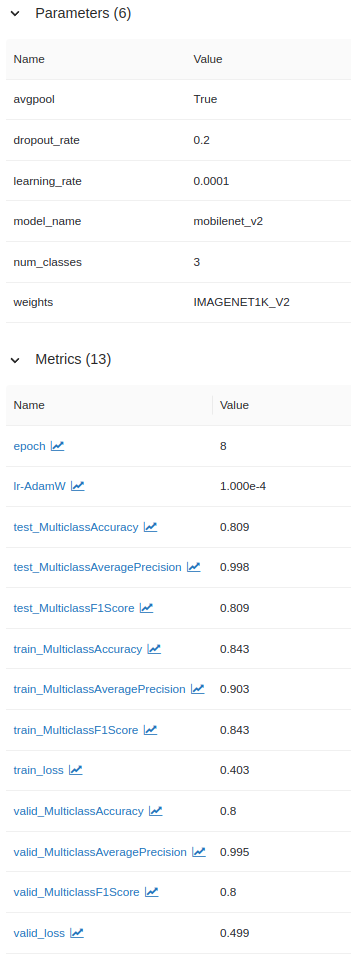 Parameters (6)
Name Value
avgpool True
dropout_rate 0.2
learning_rate 0.0001
model_name mobilenet_v2
num_classes 3
weights IMAGENET1K_V2
Metrics (13)
Name Value
epoch 8
lr-AdamW 1.000e-4
test_MulticlassAccuracy 0.809
test_MulticlassAveragePrecision 0.998
test_MulticlassF1Score 0.809
train_MulticlassAccuracy 0.843
train_MulticlassAveragePrecision 0.903
train_MulticlassF1Score 0.843
train_loss 0.403
valid_MulticlassAccuracy 0.8
valid_MulticlassAveragePrecision 0.995
valid_MulticlassF1Score 0.8
valid_loss 0.499